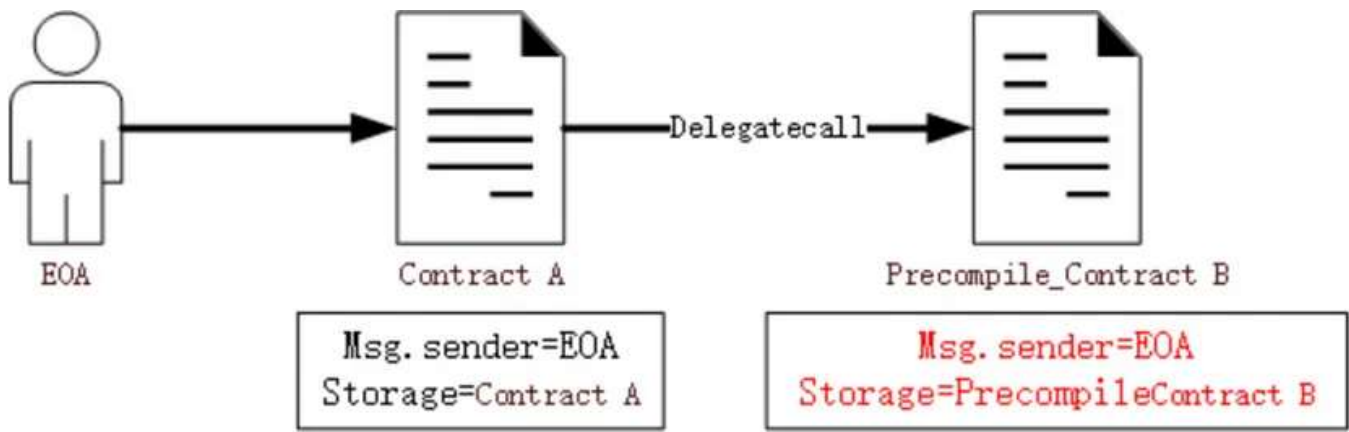 Delegatecall
EOA
Contract A
Precompile_Contract B
Msg.sender=EOA
Storage=Contract A
Msg.sender=EOA
Storage=PrecompileContract B